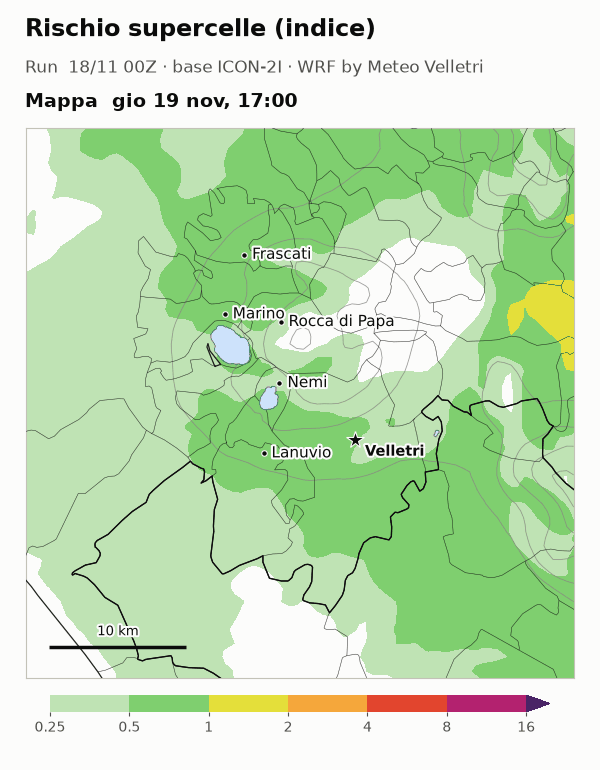 Rischio supercelle (indice)
Run  18/11 00Z · base ICON-2I · WRF by Meteo Velletri
Mappa  gio 19 nov, 17:00
Frascati
Marino
Rocca di Papa
Nemi
Velletri
Lanuvio
10 km
0.25 0.5 1 2 4 8 16